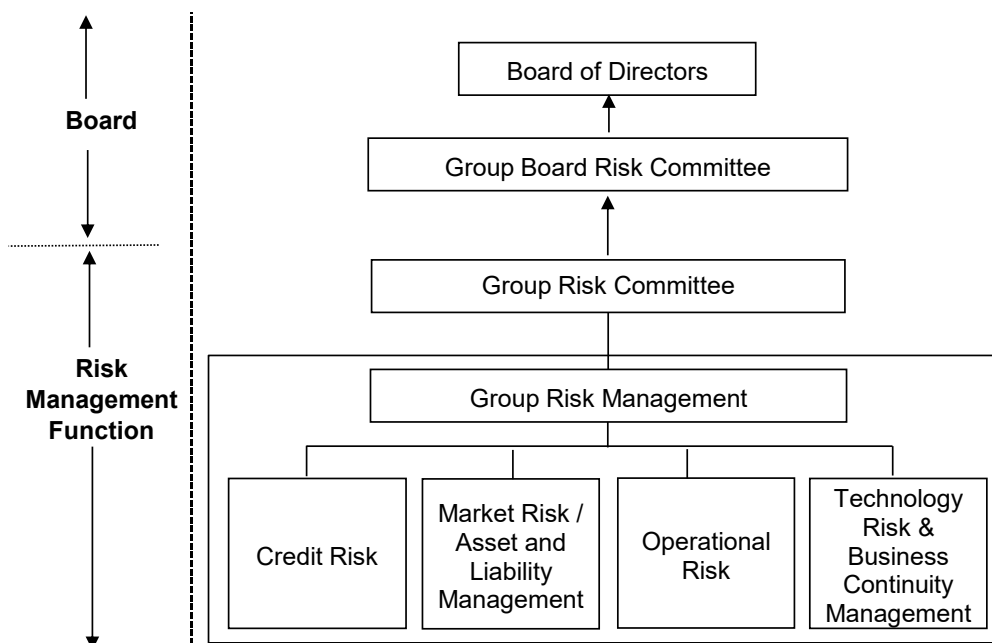 Board of Directors
Board
Group Board Risk Committee
Group Risk Committee
Risk
Management
Function
Group Risk Management
Credit Risk
Market Risk /
Asset and
Liability
Management
Operational
Risk
Technology
Risk &
Business
Continuity
Management